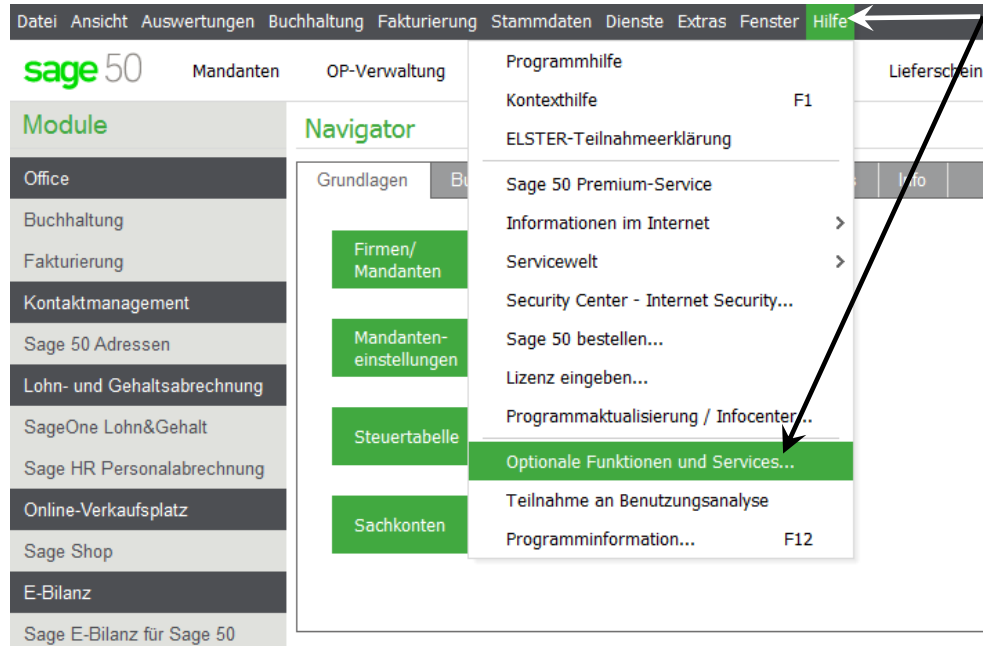 Datei Ansicht Auswertungen Buchhaltung Fakturierung Stammdaten Dienste Extras Fenster Hilfe
sage 50 Mandanten OP-Verwaltung Lieferschein
Module
Office
Buchhaltung
Fakturierung
Kontaktmanagement
Sage 50 Adressen
Lohn- und Gehaltsabrechnung
SageOne Lohn&Gehalt
Sage HR Personalabrechnung
Online-Verkaufsplatz
Sage Shop
E-Bilanz
Sage E-Bilanz für Sage 50
Navigator
Grundlagen Bu Info
Firmen/
Mandanten
Mandanten-
einstellungen
Steuertabelle
Sachkonten
Programmhilfe
Kontexthilfe F1
ELSTER-Teilnahmeerklärung
Sage 50 Premium-Service
Informationen im Internet >
Servicewelt >
Security Center - Internet Security...
Sage 50 bestellen...
Lizenz eingeben...
Programmaktualisierung / Infocenter...
Optionale Funktionen und Services...
Teilnahme an Benutzungsanalyse
Programminformation... F12